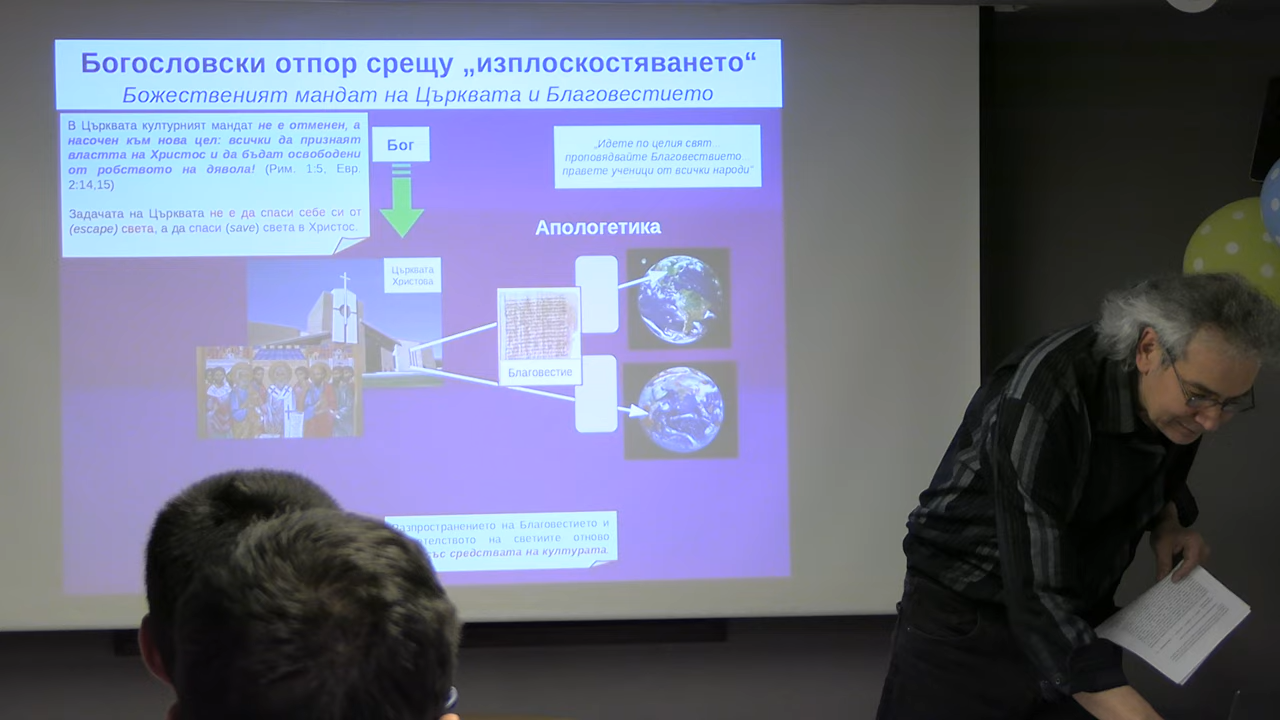 Богословски отпор срещу „изплоскостяването“
Божественият мандат на Църквата и Благовестието
В Църквата културният мандат не е отменен, а
насочен към нова цел: всички да признаят
властта на Христос и да бъдат освободени
от робството на дявола! (Рим. 1:5, Евр.
2:14,15)
Задачата на Църквата не е да спаси себе си от
(escape) света, а да спаси (save) света в Христос.
Бог
„Идете по целия свят...
проповядвайте Благовествието...
правете ученици от всички народи“
Апологетика
Църквата
Христова
Благовестие
Разпространението на Благовестието и
на светиите отново
със средствата на културата.